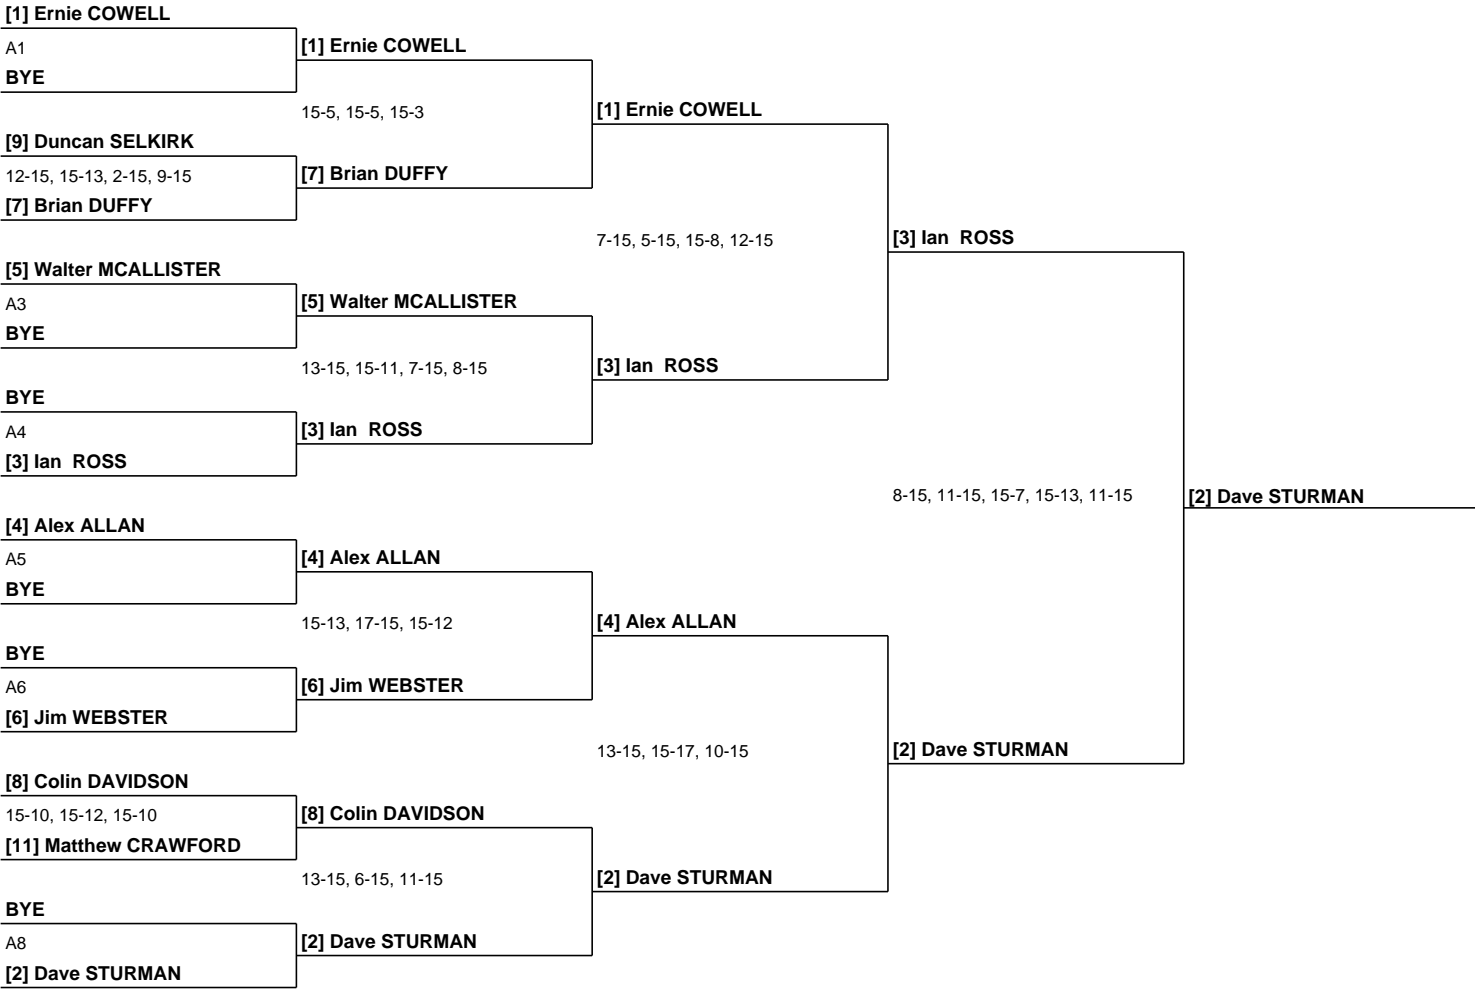 [1] Ernie COWELL
A1
BYE
[9] Duncan SELKIRK
12-15, 15-13, 2-15, 9-15
[7] Brian DUFFY
[5] Walter MCALLISTER
A3
BYE
BYE
A4
[3] Ian  ROSS
[4] Alex ALLAN
A5
BYE
BYE
A6
[6] Jim WEBSTER
[8] Colin DAVIDSON
15-10, 15-12, 15-10
[11] Matthew CRAWFORD
BYE
A8
[2] Dave STURMAN
[1] Ernie COWELL
15-5, 15-5, 15-3
[7] Brian DUFFY
[5] Walter MCALLISTER
13-15, 15-11, 7-15, 8-15
[3] Ian  ROSS
[4] Alex ALLAN
15-13, 17-15, 15-12
[6] Jim WEBSTER
[8] Colin DAVIDSON
13-15, 6-15, 11-15
[2] Dave STURMAN
[1] Ernie COWELL
7-15, 5-15, 15-8, 12-15
[3] Ian  ROSS
[4] Alex ALLAN
13-15, 15-17, 10-15
[2] Dave STURMAN
[3] Ian  ROSS
8-15, 11-15, 15-7, 15-13, 11-15
[2] Dave STURMAN
[2] Dave STURMAN